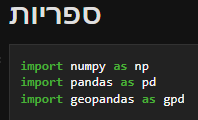 ספריות
import numpy as np
import pandas as pd
import geopandas as gpd